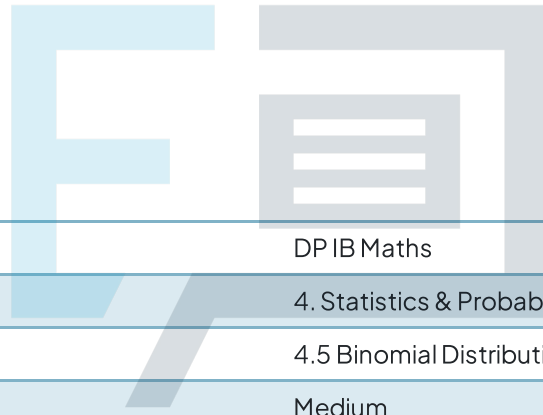 DP IB Maths
4. Statistics & Probab
4.5 Binomial Distributi
Medium